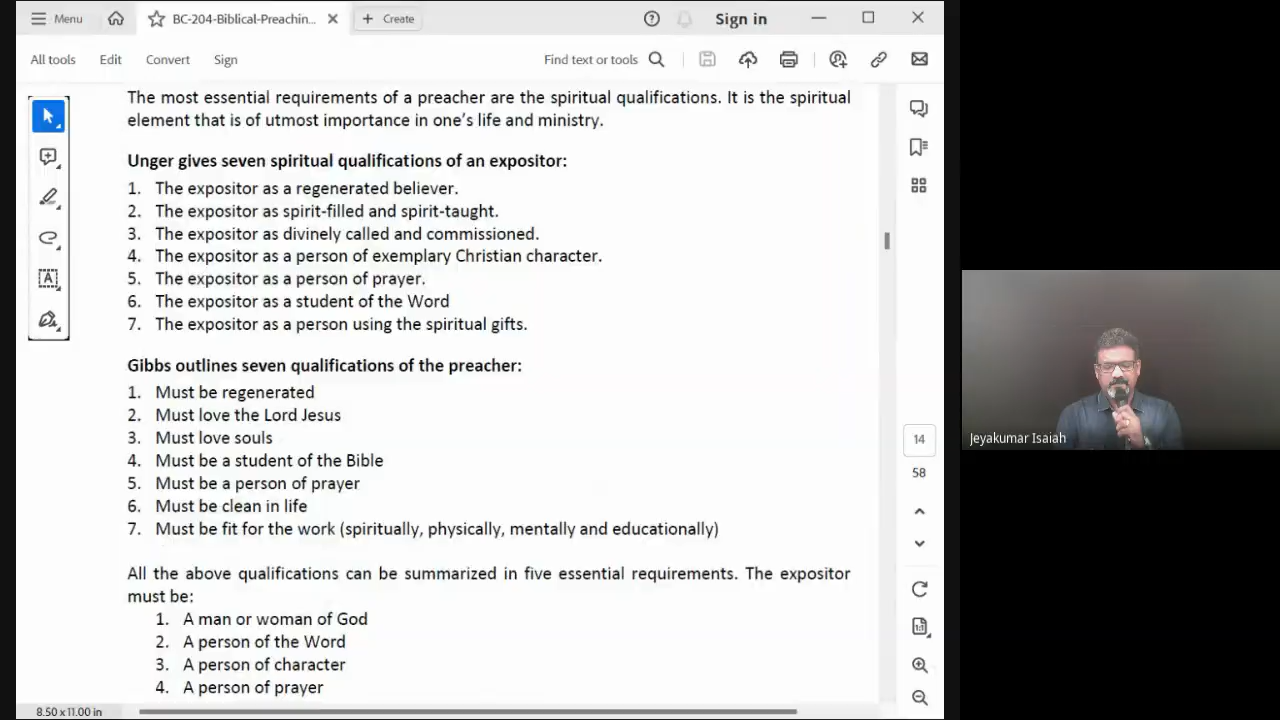 Menu
BC-204-Biblical-Preachin...
Create
Sign in
All tools
Edit
Convert
Sign
Find text or tools
The most essential requirements of a preacher are the spiritual qualifications. It is the spiritual
element that is of utmost importance in one's life and ministry.
Unger gives seven spiritual qualifications of an expositor:
1. The expositor as a regenerated believer.
2. The expositor as spirit-filled and spirit-taught.
3. The expositor as divinely called and commissioned.
4. The expositor as a person of exemplary Christian character.
5. The expositor as a person of prayer.
6. The expositor as a student of the Word
7. The expositor as a person using the spiritual gifts.
Gibbs outlines seven qualifications of the preacher:
1. Must be regenerated
2. Must love the Lord Jesus
3. Must love souls
4. Must be a student of the Bible
5. Must be a person of prayer
6. Must be clean in life
7. Must be fit for the work (spiritually, physically, mentally and educationally)
All the above qualifications can be summarized in five essential requirements. The expositor
must be:
1. A man or woman of God
2. A person of the Word
3. A person of character
4. A person of prayer
14
58
8.50 x 11.00 in
Jeyakumar Isaiah